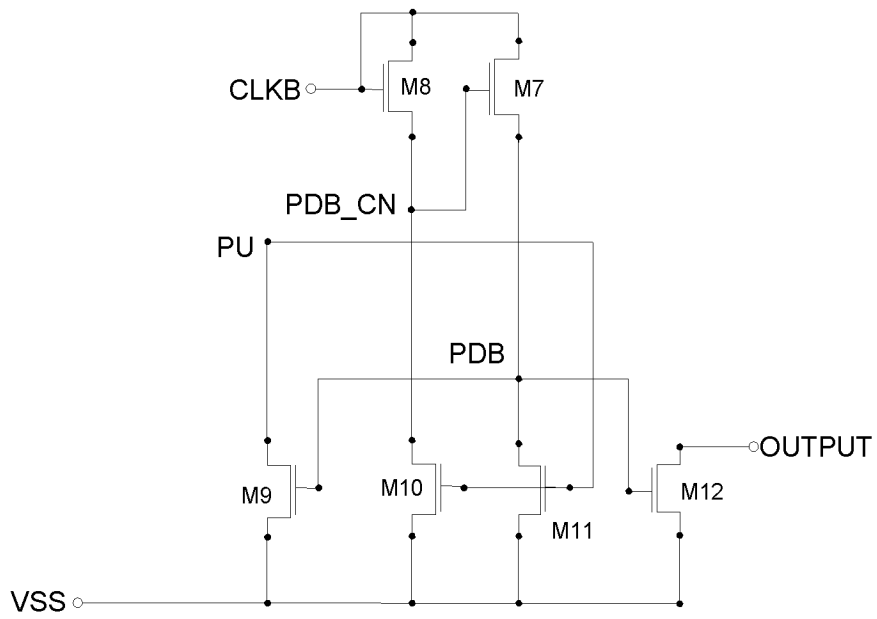 CLKB
M8
M7
PDB_CN
PU
PDB
OUTPUT
M9
M10
M12
M11
VSS